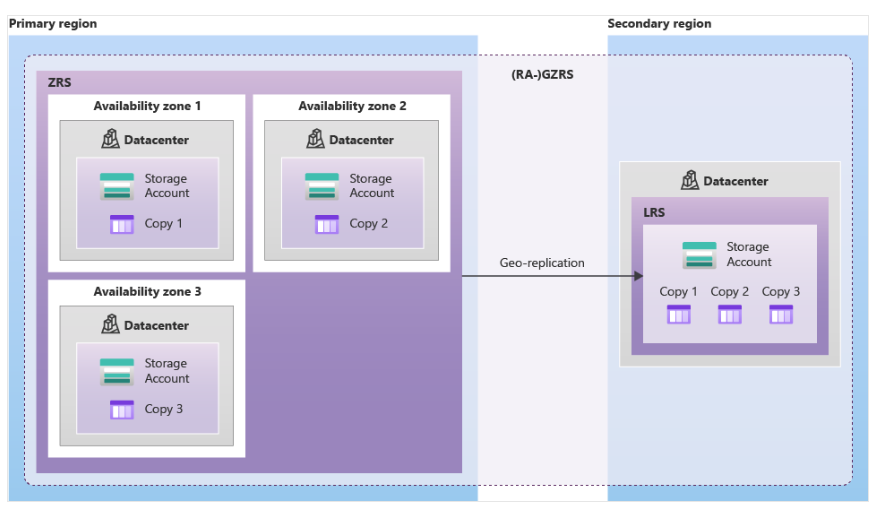 Primary region
Secondary region
(RA-)GZRS
ZRS
Availability zone 1
Datacenter
Storage
Account
Copy 1
Availability zone 2
Datacenter
Storage
Account
Copy 2
Availability zone 3
Datacenter
Storage
Account
Copy 3
Geo-replication
Datacenter
LRS
Storage
Account
Copy 1 Copy 2 Copy 3